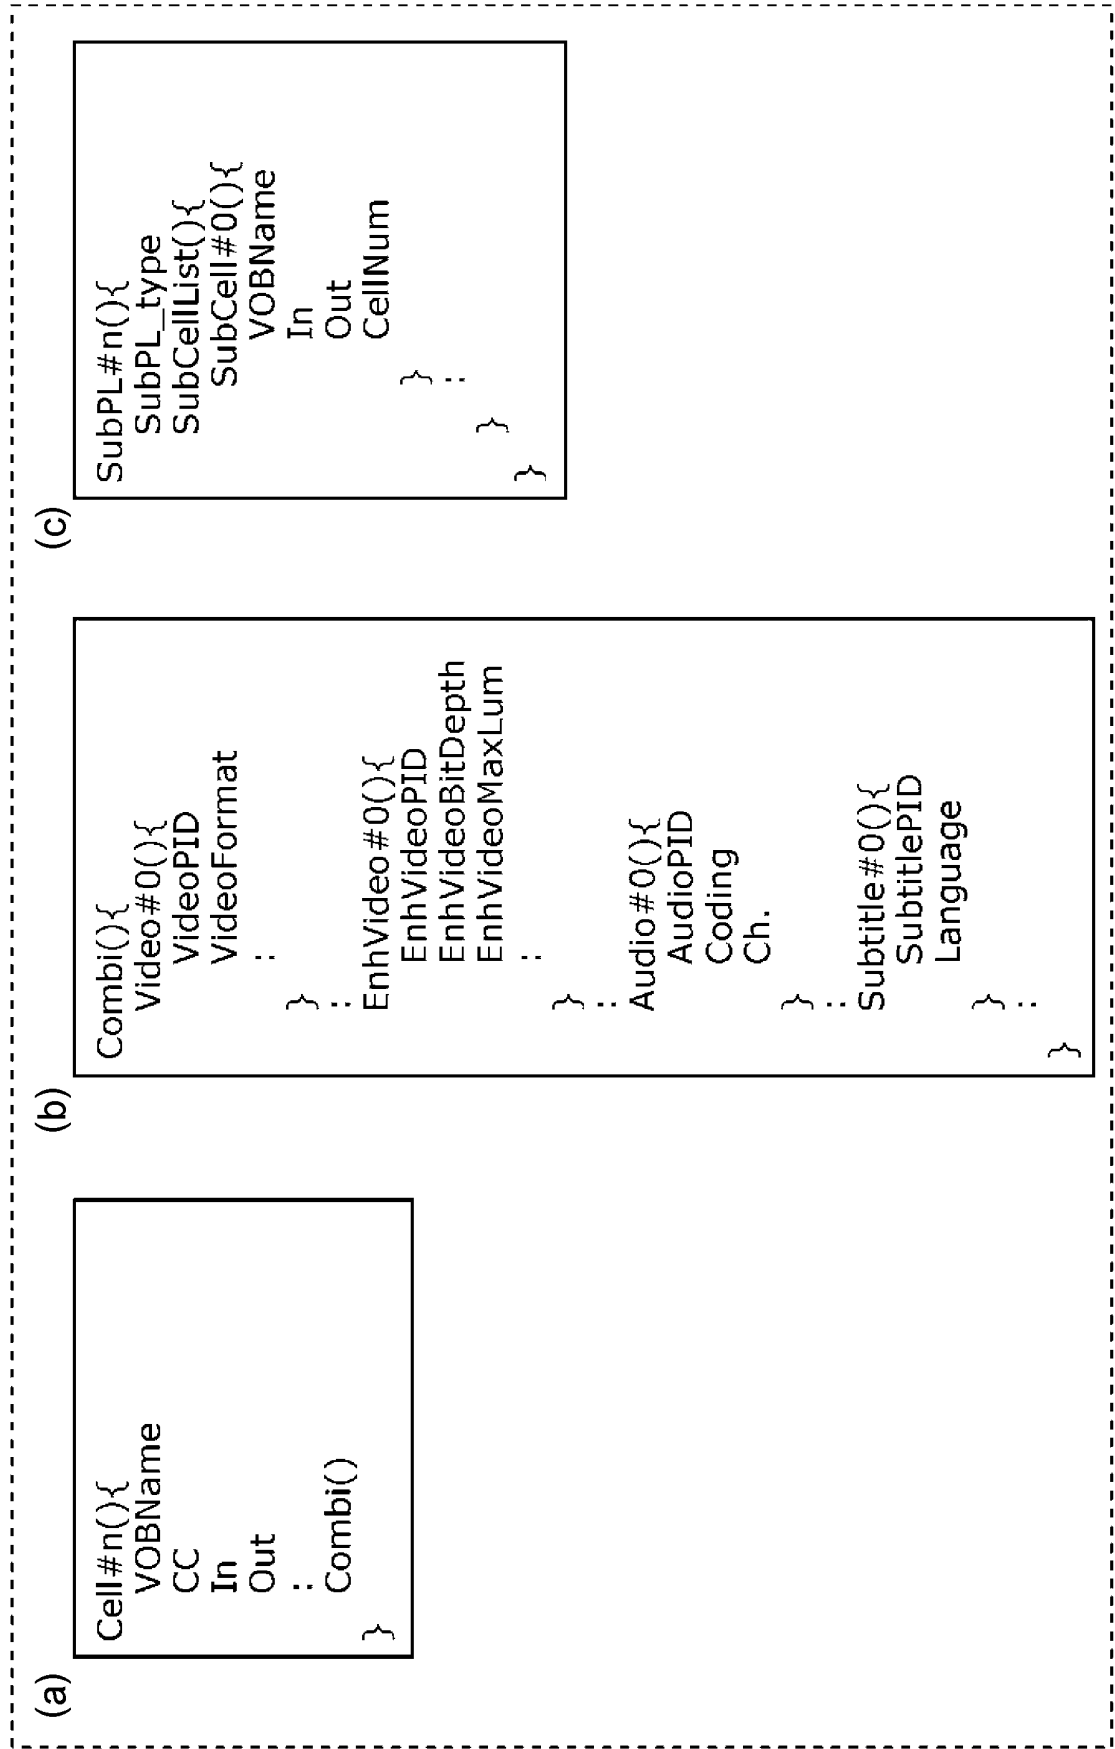 (a)
Cell#n(){
VOBName
CC
In
Out
:
Combi()
}
(b)
Combi(){
Video#0(){
VideoPID
VideoFormat
:
}
:
EnhVideo#0(){
EnhVideoPID
EnhVideoBitDepth
EnhVideoMaxLum
:
}
:
Audio#0(){
AudioPID
Coding
Ch.
}
:
Subtitle#0(){
SubtitlePID
Language
}
:
}
(c)
SubPL#n(){
SubPL_type
SubCellList(){
SubCell#0(){
VOBName
In
Out
CellNum
}
:
}
}